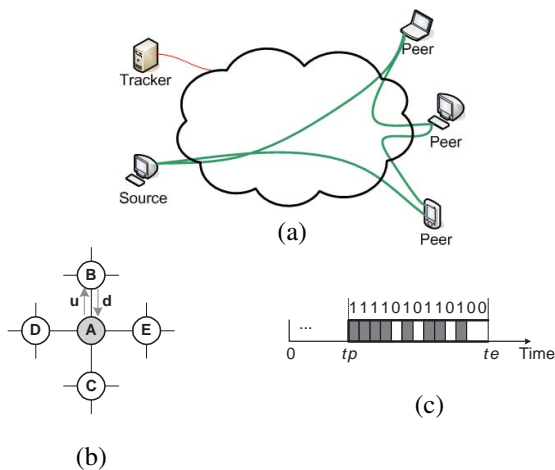 Peer
Tracker
Peer
Source
Peer
(a)
B
u d
D A E
C
(b)
1111010110100
...
0 tp te Time
(c)